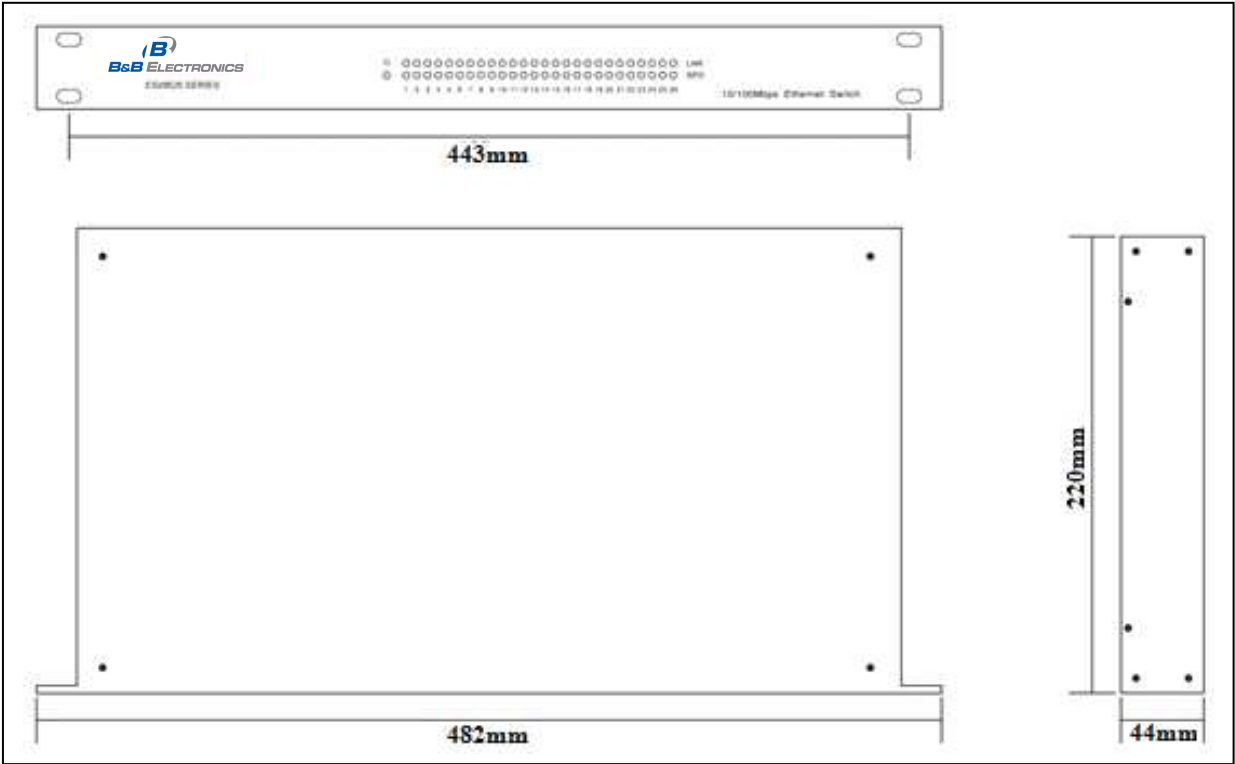 B
B&B ELECTRONICS
SERIES
1 2 3 4 5 6 7 8 9 10 11 12 13 14 15 16 17 18 19 20 21 22 23 24 25 26
10/100Mbps Ethernet Switch
443mm
220mm
482mm
44mm